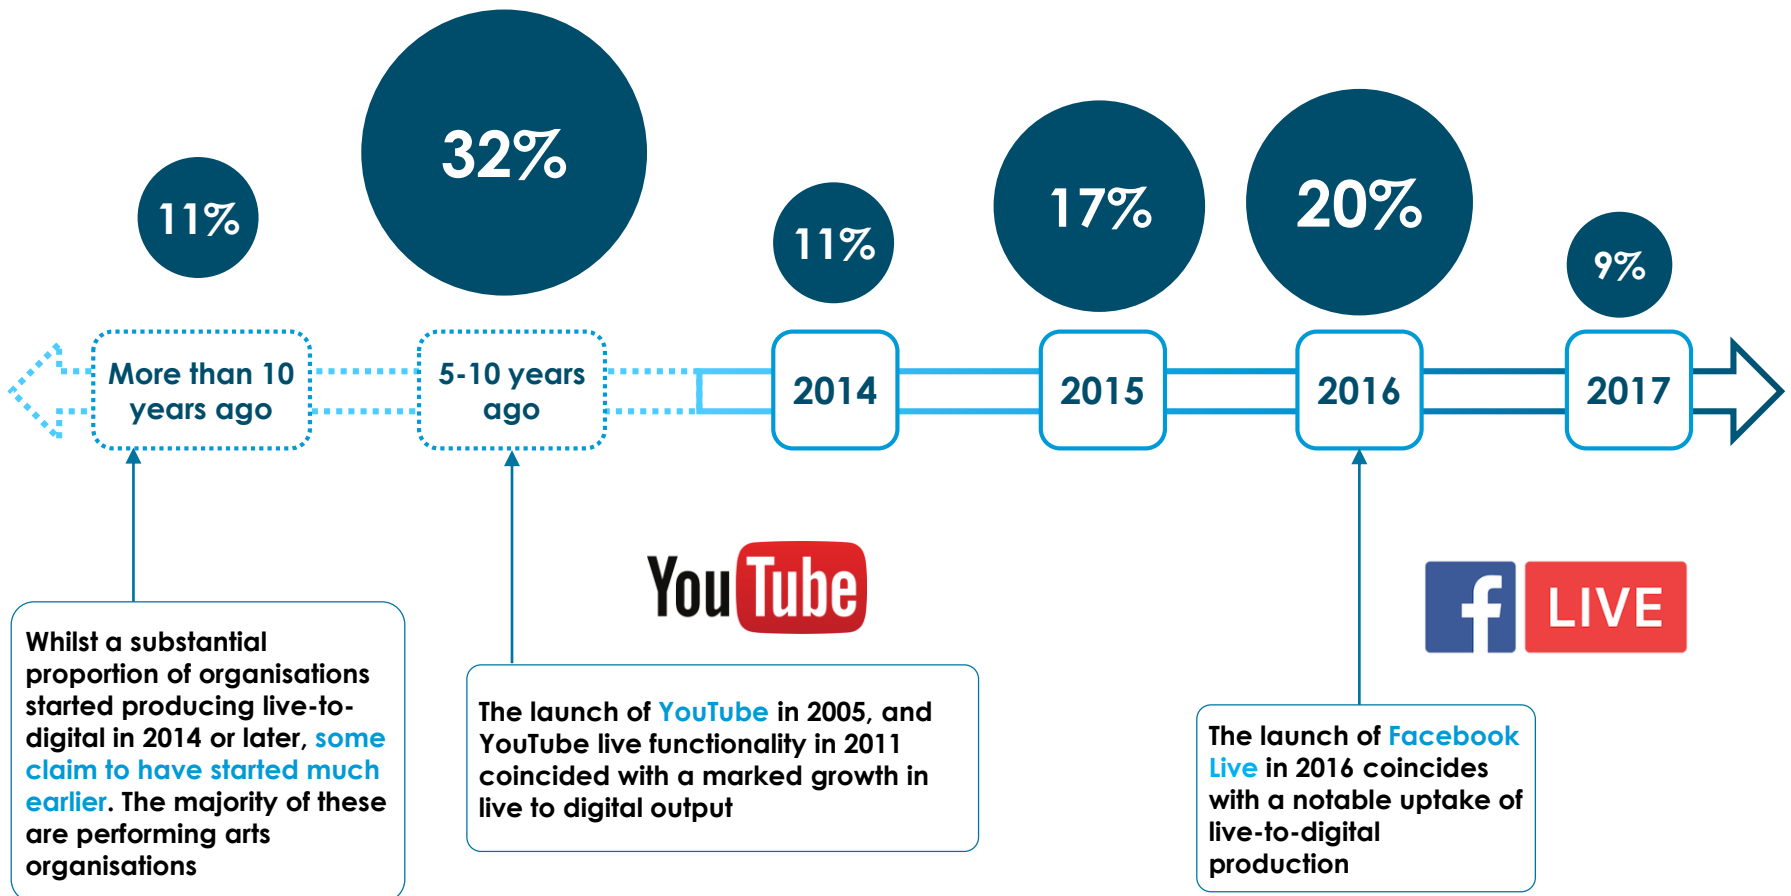 11%
32%
11%
17%
20%
9%
More than 10
years ago
5-10 years
ago
2014
2015
2016
2017
YouTube
f LIVE
Whilst a substantial
proportion of organisations
started producing live-to-
digital in 2014 or later, some
claim to have started much
earlier. The majority of these
are performing arts
organisations
The launch of YouTube in 2005, and
YouTube live functionality in 2011
coincided with a marked growth in
live to digital output
The launch of Facebook
Live in 2016 coincides
with a notable uptake of
live-to-digital
production